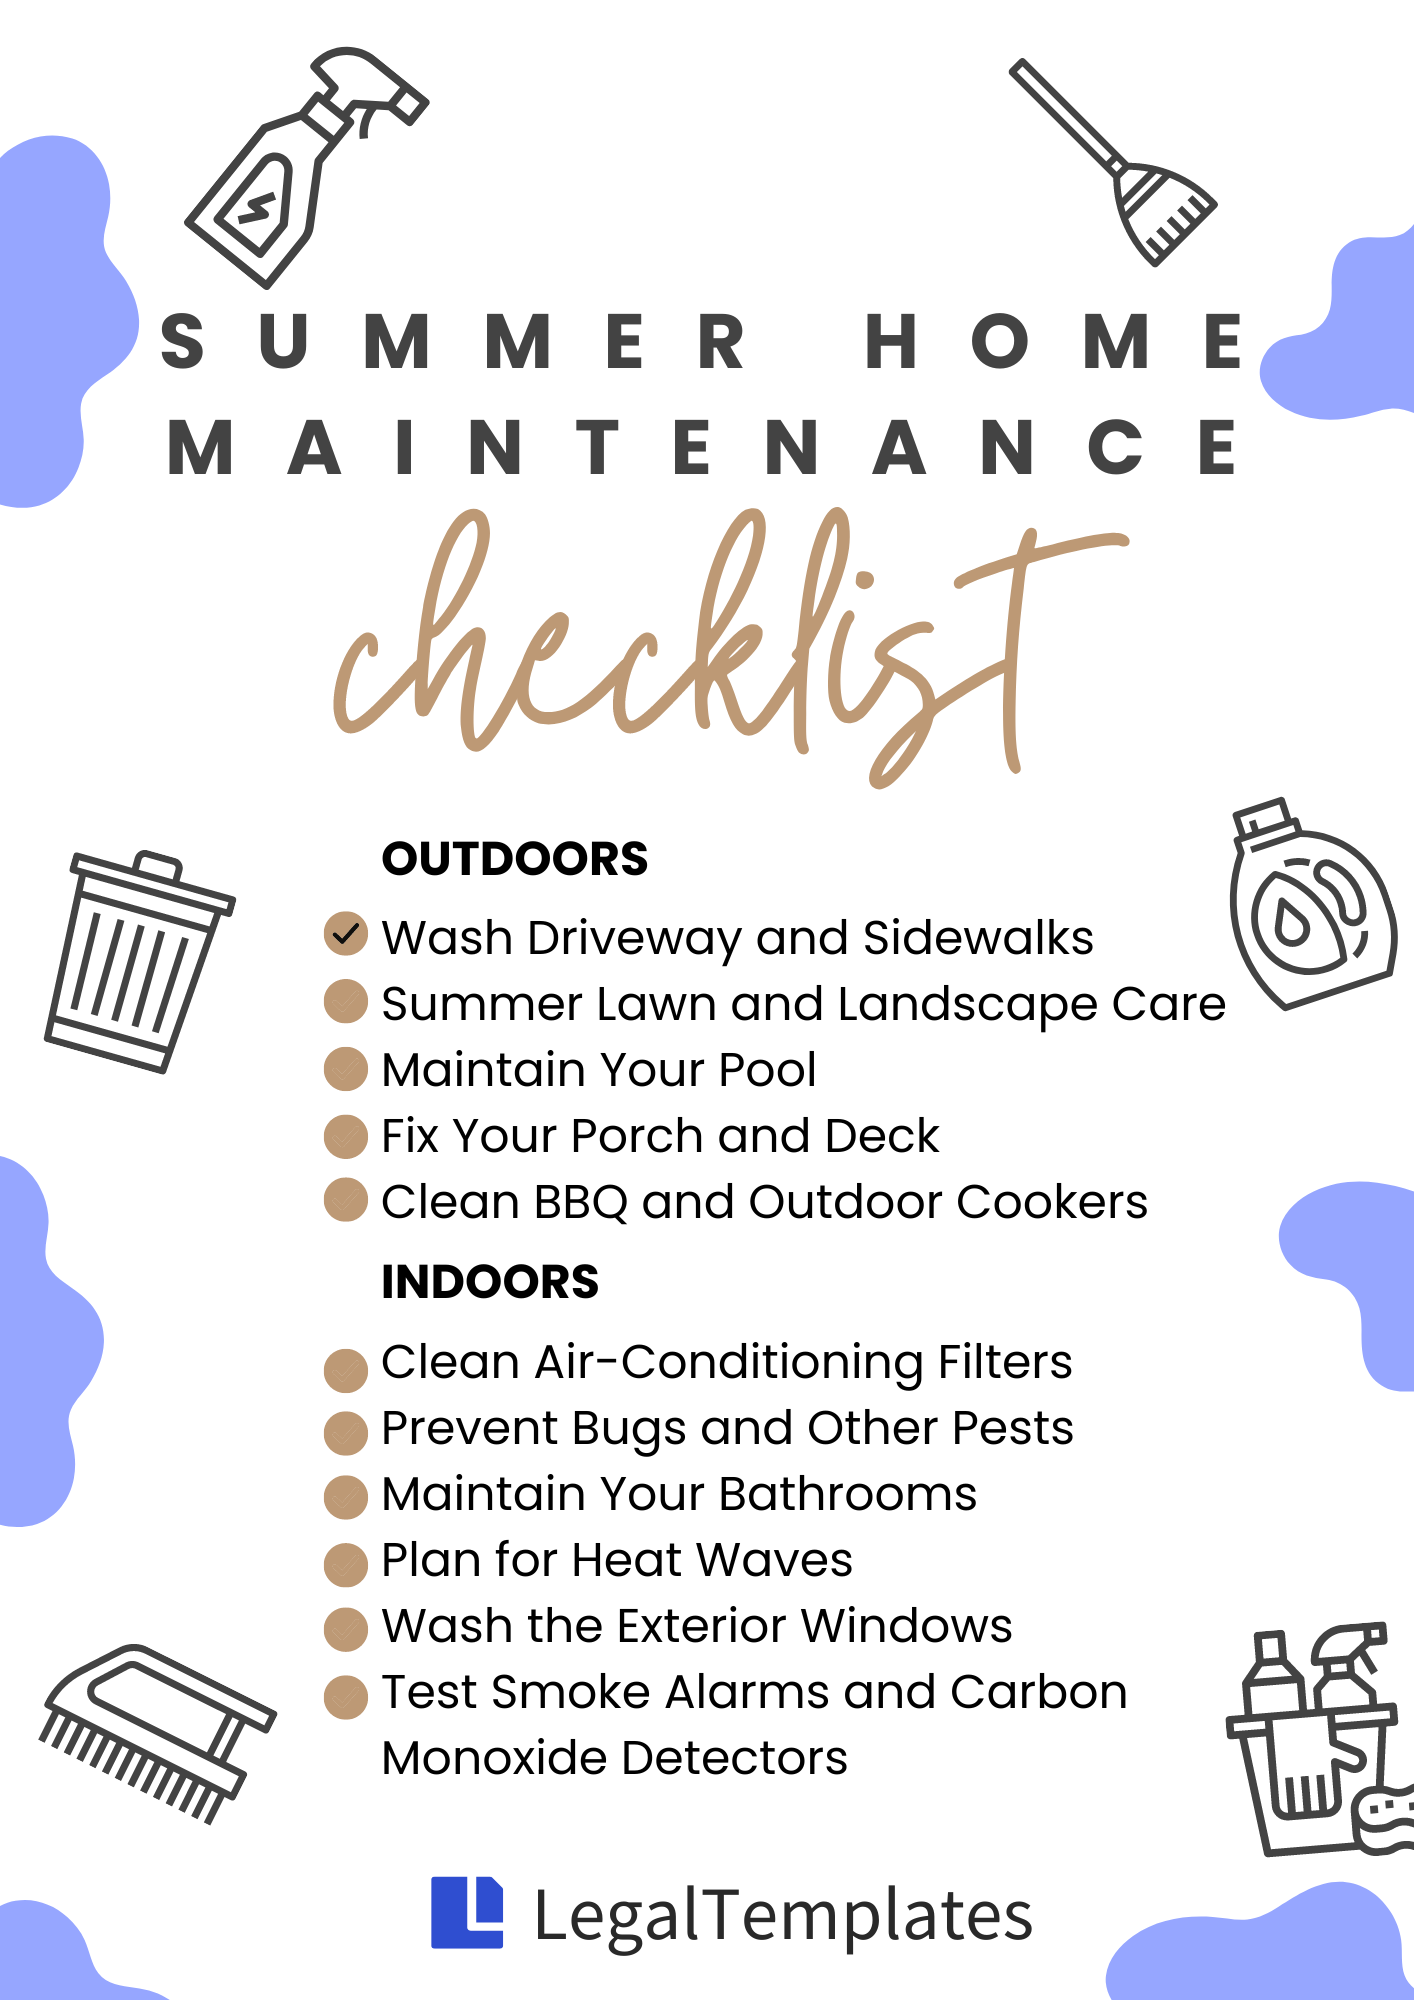 SUMMER HOME
MAINTENANCE
checklist
OUTDOORS
Wash Driveway and Sidewalks
Summer Lawn and Landscape Care
Maintain Your Pool
Fix Your Porch and Deck
Clean BBQ and Outdoor Cookers
INDOORS
Clean Air-Conditioning Filters
Prevent Bugs and Other Pests
Maintain Your Bathrooms
Plan for Heat Waves
Wash the Exterior Windows
Test Smoke Alarms and Carbon
Monoxide Detectors
LegalTemplates